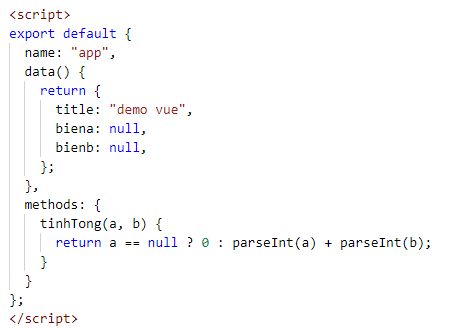 <script>
export default {
  name: "app",
  data() {
    return {
      title: "demo vue",
      biena: null,
      bienb: null,
    };
  },
  methods: {
    tinhTong(a, b) {
      return a == null ? 0 : parseInt(a) + parseInt(b);
    }
  }
};
</script>